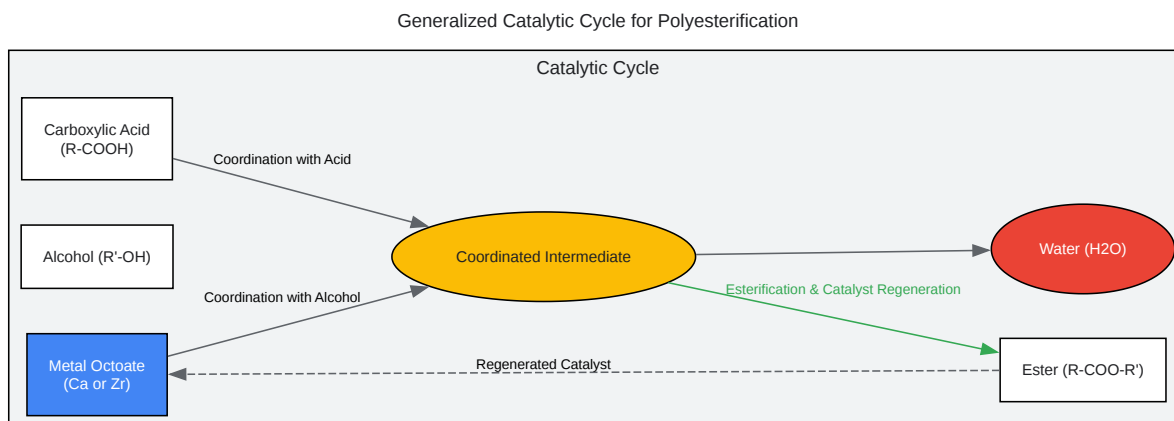 Generalized Catalytic Cycle for Polyesterification
Catalytic Cycle
Carboxylic Acid
(R-COOH)
Coordination with Acid
Alcohol (R'-OH)
Coordinated Intermediate
Water (H2O)
Coordination with Alcohol
Esterification & Catalyst Regeneration
Metal Octoate
(Ca or Zr)
Regenerated Catalyst
Ester (R-COO-R')